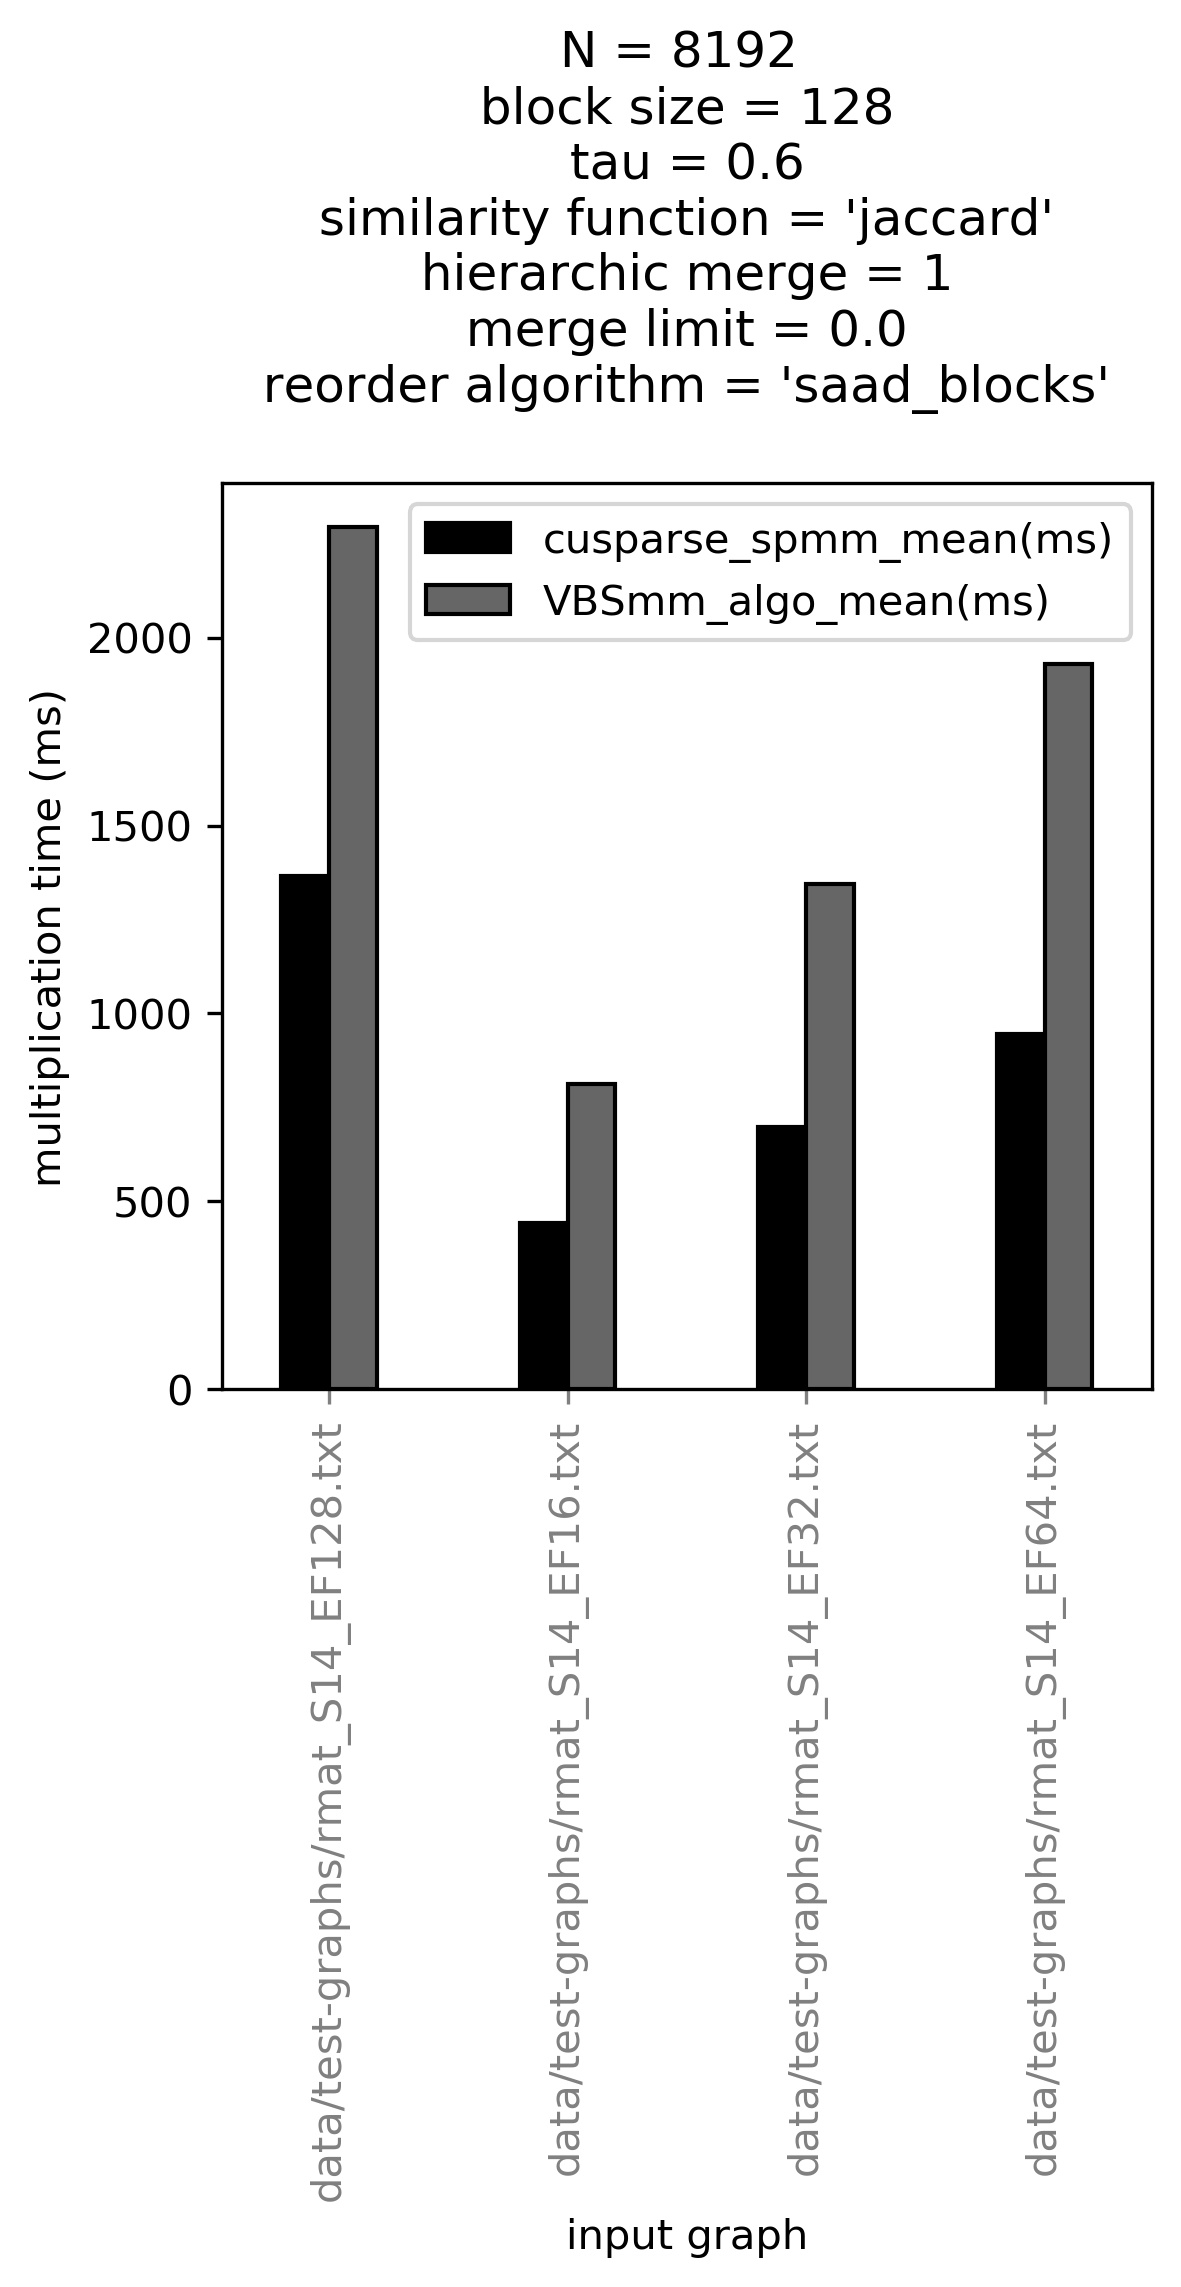 N = 8192
block size = 128
tau = 0.6
similarity function = 'jaccard'
hierarchic merge = 1
merge limit = 0.0
reorder algorithm = 'saad_blocks'
cusparse_spmm_mean(ms)
VBSmm_algo_mean(ms)
multiplication time (ms)
2000
1500
1000
500
0
data/test-graphs/rmat_S14_EF128.txt
data/test-graphs/rmat_S14_EF16.txt
data/test-graphs/rmat_S14_EF32.txt
data/test-graphs/rmat_S14_EF64.txt
input graph